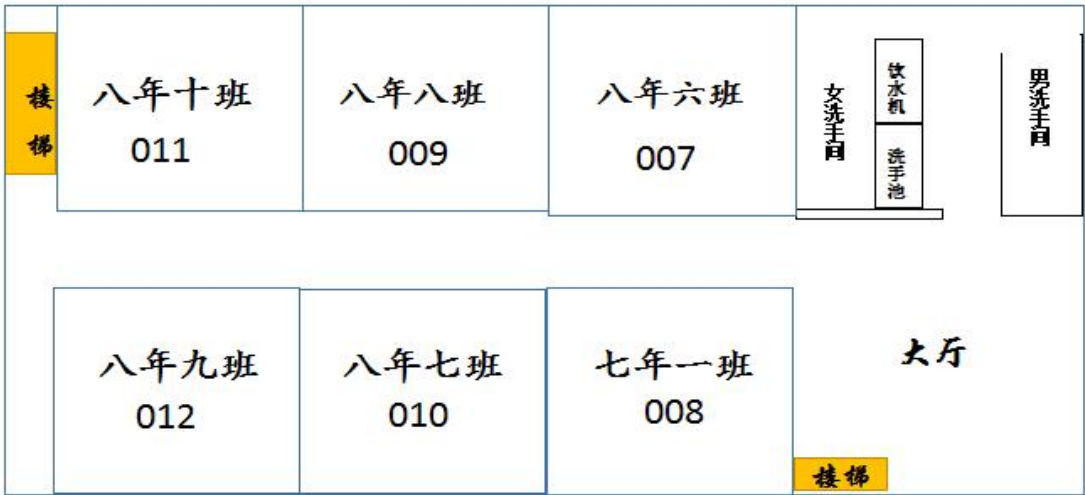 楼梯
八年十班
011
八年八班
009
八年六班
007
女洗手间
饮水机
洗手池
男洗手间
八年九班
012
八年七班
010
七年一班
008
大厅
楼梯